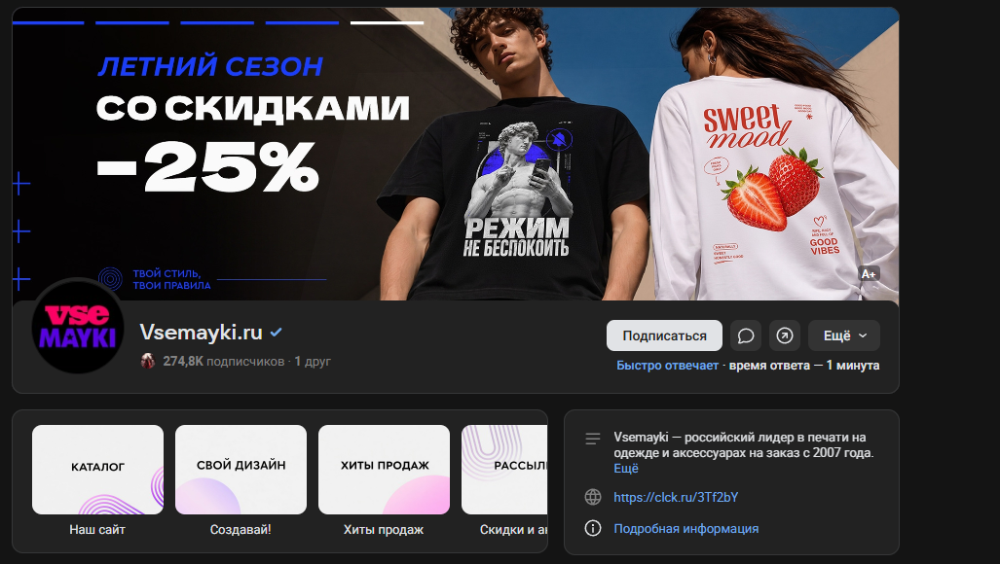 ЛЕТНИЙ СЕЗОН
СО СКИДКАМИ
-25%
ТВОЙ СТИЛЬ,
ТВОИ ПРАВИЛА
РЕЖИМ
НЕ БЕСПОКОИТЬ
sweet
mood
GOOD
VIBES
A+
vse
MAYKI
Vsemayki.ru
274,8K подписчиков · 1 друг
Подписаться
Ещё
Быстро отвечает · время ответа — 1 минута
КАТАЛОГ
СВОЙ ДИЗАЙН
ХИТЫ ПРОДАЖ
РАССЫЛ
Наш сайт
Создавай!
Хиты продаж
Скидки и а
Vsemayki — российский лидер в печати на
одежде и аксессуарах на заказ с 2007 года.
Ещё
https://clck.ru/3Tf2bY
Подробная информация